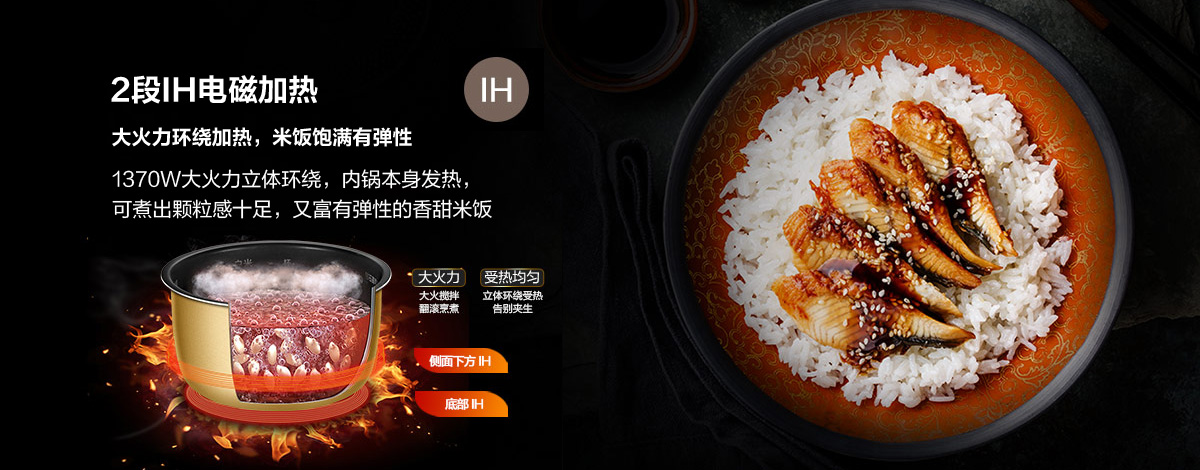 2段IH电磁加热
IH
大火力环绕加热，米饭饱满有弹性
1370W大火力立体环绕，内锅本身发热，
可煮出颗粒感十足，又富有弹性的香甜米饭
大火力
大火搅拌
翻滚烹煮
受热均匀
立体环绕受热
告别夹生
侧面下方 IH
底部 IH